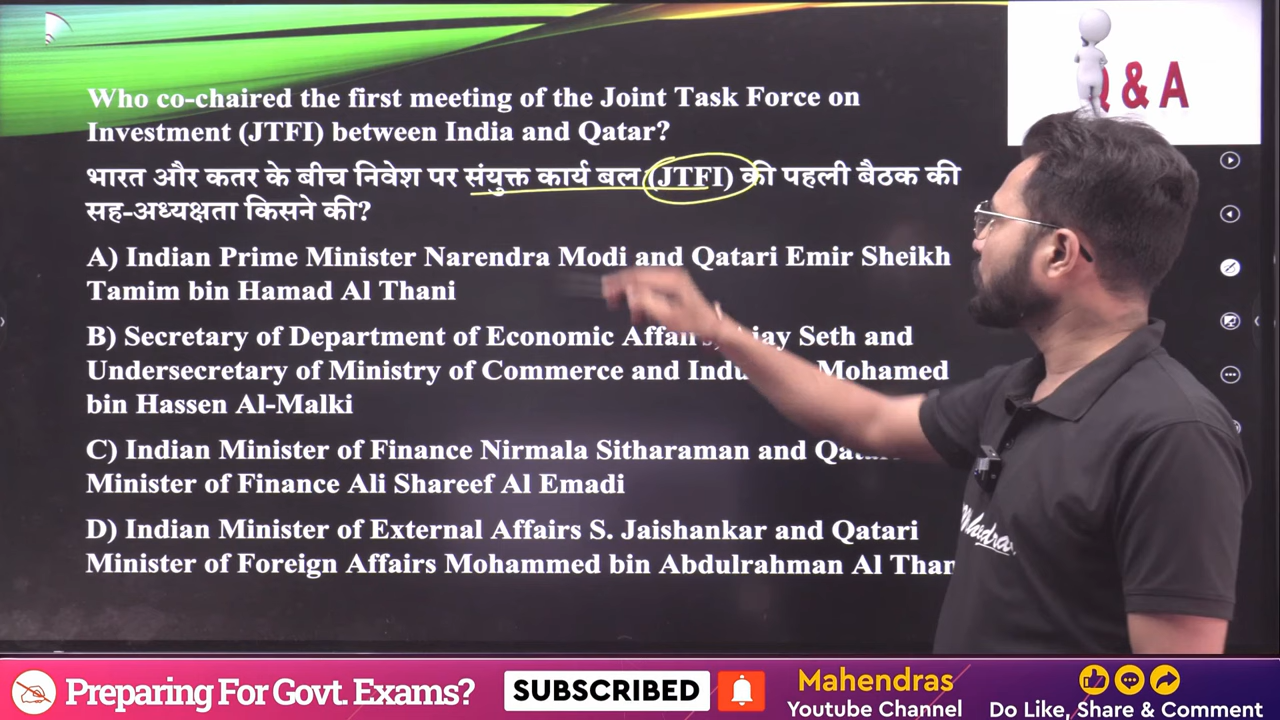 Q & A
Who co-chaired the first meeting of the Joint Task Force on
Investment (JTFI) between India and Qatar?
भारत और कतर के बीच निवेश पर संयुक्त कार्य बल (JTFI) की पहली बैठक की
सह-अध्यक्षता किसने की?
A) Indian Prime Minister Narendra Modi and Qatari Emir Sheikh
Tamim bin Hamad Al Thani
B) Secretary of Department of Economic Affairs, Ajay Seth and
Undersecretary of Ministry of Commerce and Mohamed
bin Hassen Al-Malki
C) Indian Minister of Finance Nirmala Sitharaman and
Minister of Finance Ali Shareef Al Emadi
D) Indian Minister of External Affairs S. Jaishankar and Qatari
Minister of Foreign Affairs Mohammed bin Abdulrahman Al
Preparing For Govt. Exams?
SUBSCRIBED
Mahendras
Youtube Channel
Do Like, Share & Comment